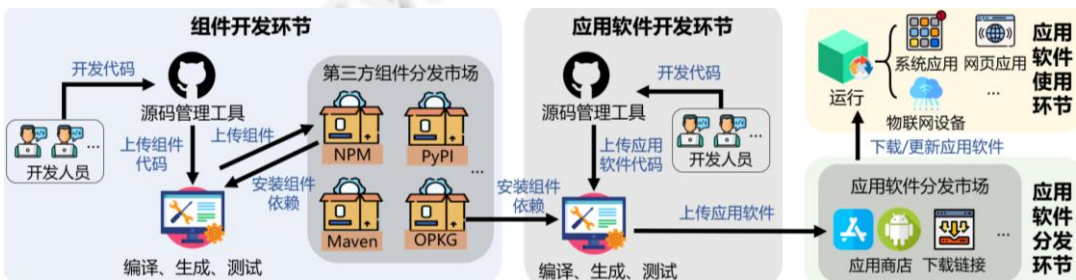 组件开发环节
开发代码
源码管理工具
开发人员
...
上传组件
代码
上传组件
安装组件
依赖
编译、生成、测试
第三方组件分发市场
NPM
PyPI
...
Maven
OPKG
应用软件开发环节
源码管理工具
开发代码
开发人员
...
上传应用
软件代码
安装组件
依赖
编译、生成、测试
上传应用软件
应用
软件
使用
环节
运行
系统应用
网页应用
物联网设备
...
下载/更新应用软件
应用软件分发市场
应用商店
下载链接
...
应用
软件
分发
环节